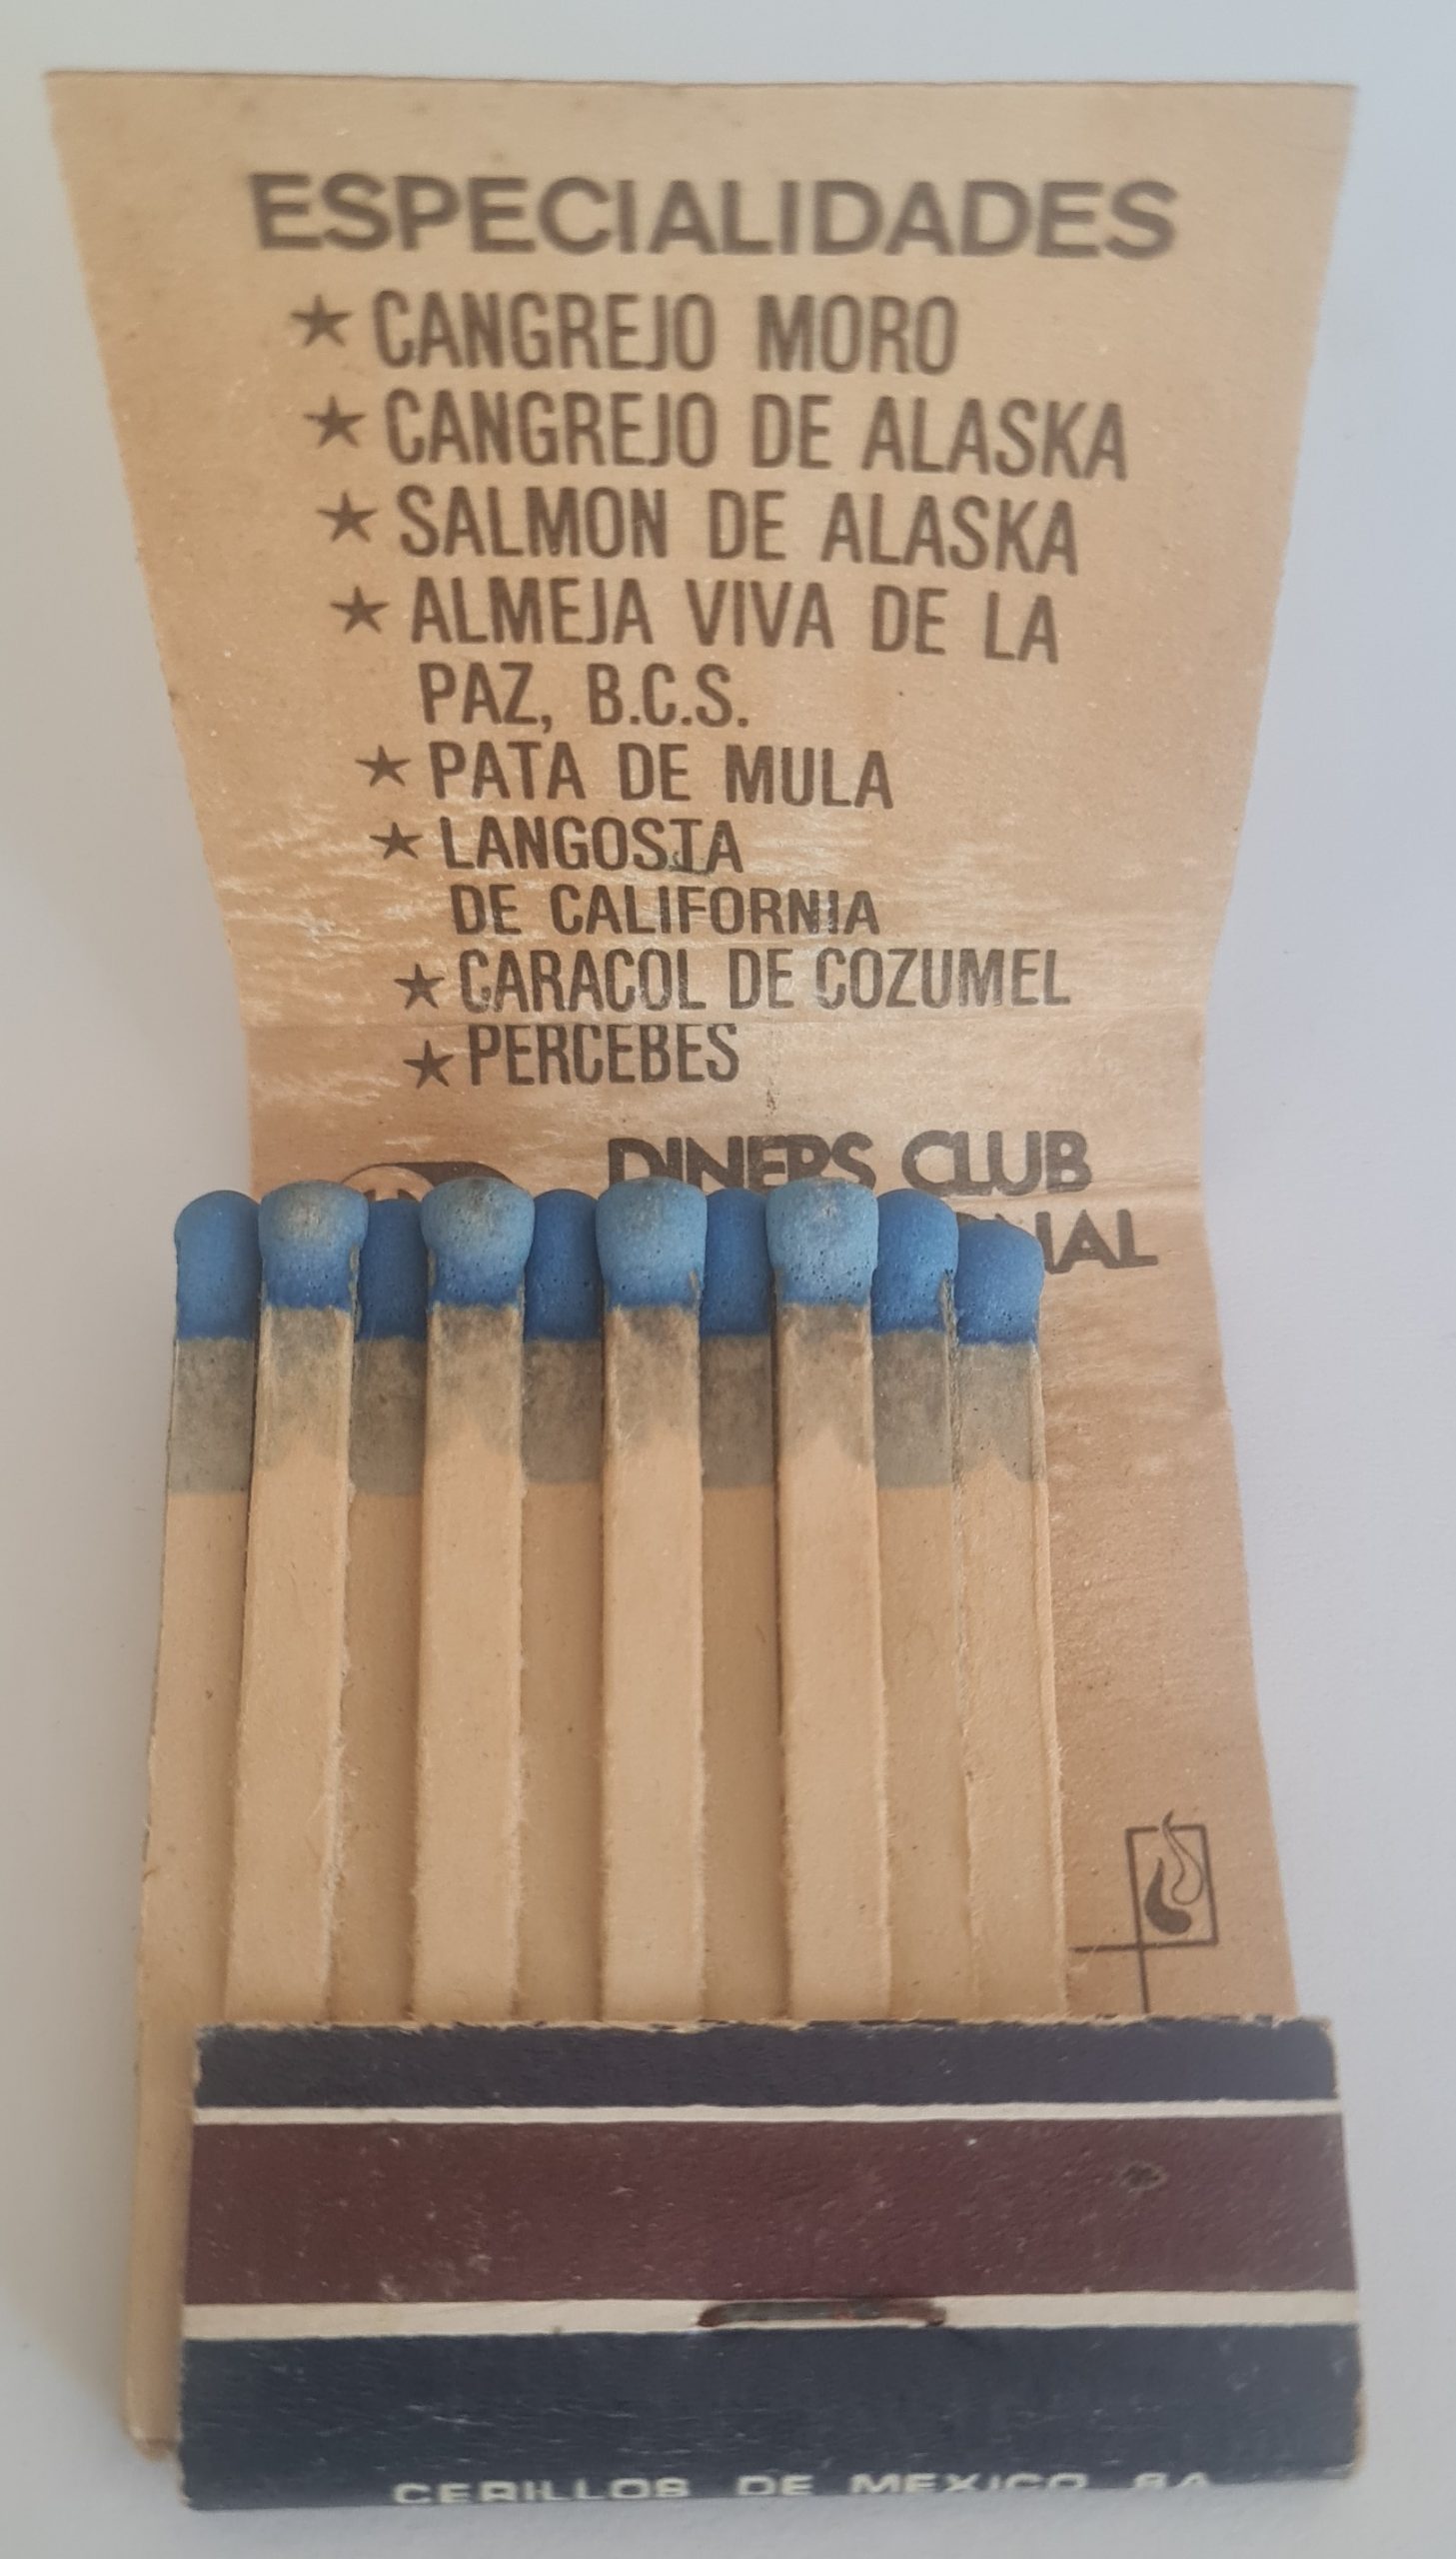 ESPECIALIDADES
★ CANGREJO MORO
★ CANGREJO DE ALASKA
★ SALMON DE ALASKA
★ ALMEJA VIVA DE LA
PAZ, B.C.S.
★ PATA DE MULA
★ LANGOSTA
DE CALIFORNIA
★ CARACOL DE COZUMEL
★ PERCEBES
DINERS CLUB
CERILLOS DE MEXICO SA